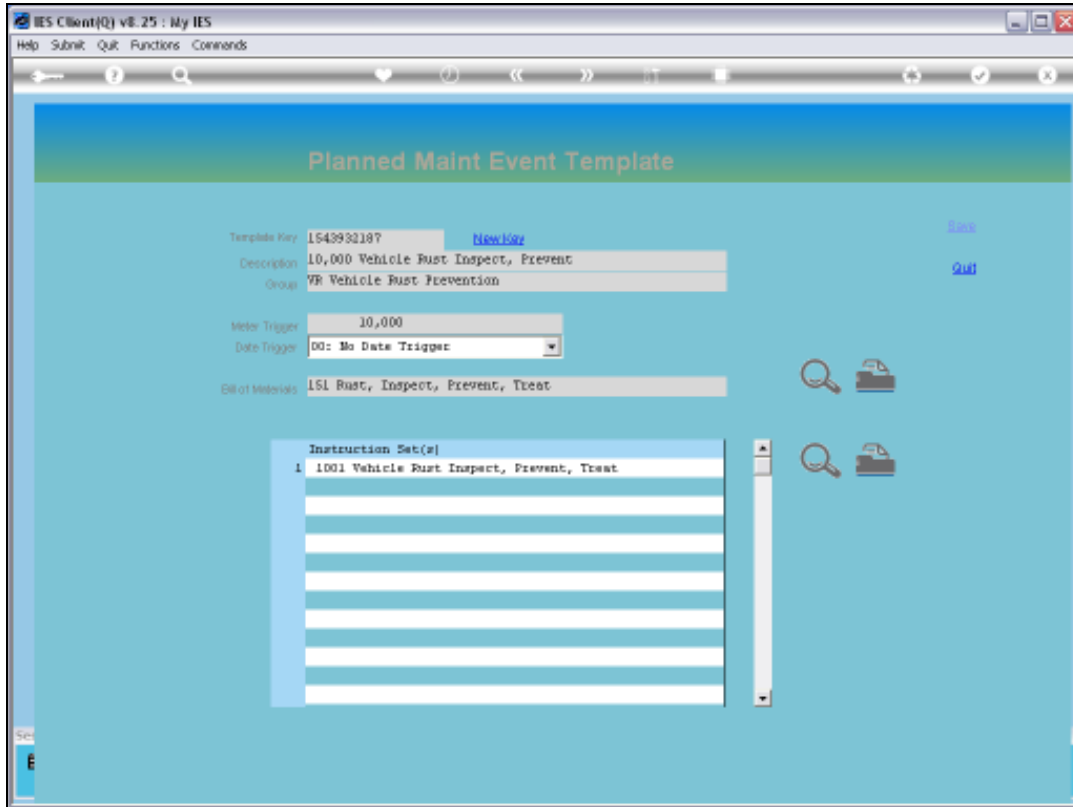 IES Client(Q) v8.25 : My IES
Help Submit Quit Functions Commands
Planned Maint Event Template
Save
Template Key 1543932187 New Key
Description 10,000 Vehicle Rust Inspect, Prevent
Quit
Group VR Vehicle Rust Prevention
Meter Trigger 10,000
Date Trigger 00: No Date Trigger
Bill of Materials 151 Rust, Inspect, Prevent, Treat
Instruction Set(s)
1 1001 Vehicle Rust Inspect, Prevent, Treat